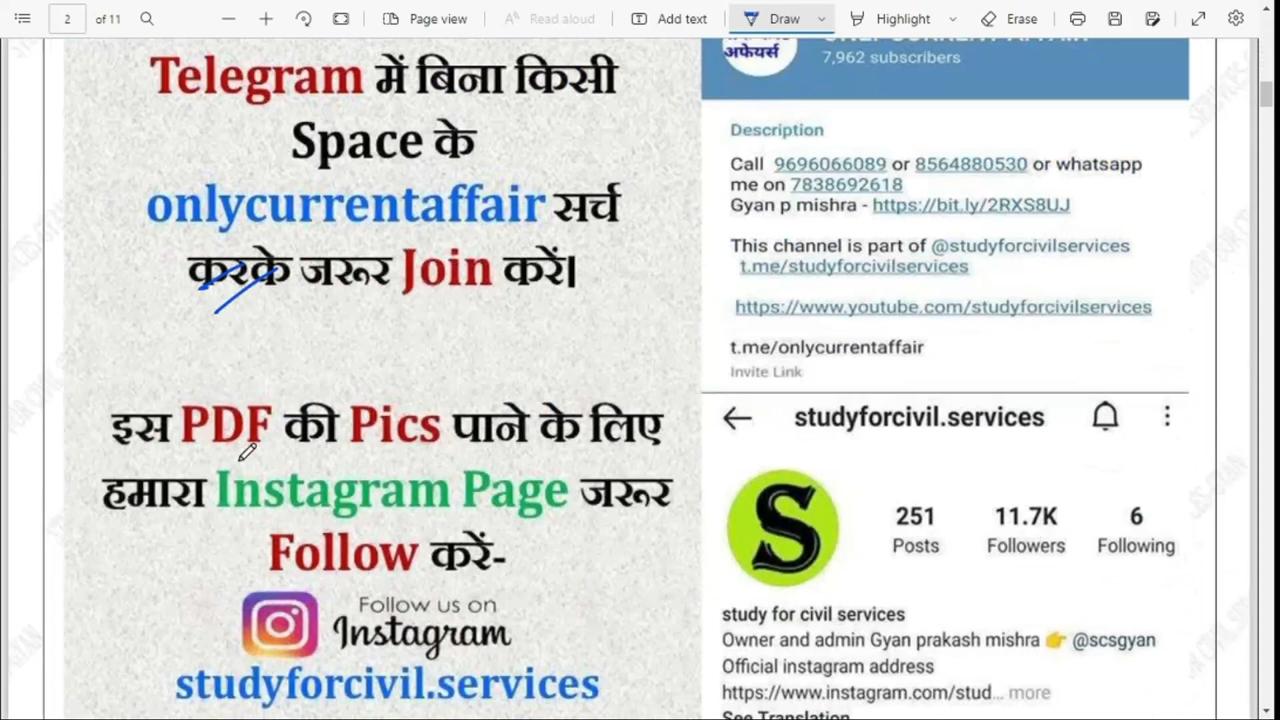 2 of 11 Page view Read aloud Add text Draw Highlight Erase
Telegram में बिना किसी
Space के
onlycurrentaffair सर्च
करके जरूर Join करें।
इस PDF की Pics पाने के लिए
हमारा Instagram Page जरूर
Follow करें-
Follow us on
Instagram
studyforcivil.services
अफेयर्स
7,962 subscribers
Description
Call 9696066089 or 8564880530 or whatsapp
me on 7838692618
Gyan p mishra - https://bit.ly/2RXS8UJ
This channel is part of @studyforcivilservices
t.me/studyforcivilservices
https://www.youtube.com/studyforcivilservices
t.me/onlycurrentaffair
Invite Link
studyforcivil.services
251 11.7K 6
Posts Followers Following
S
study for civil services
Owner and admin Gyan prakash mishra 👉 @scsgyan
Official instagram address
https://www.instagram.com/stud... more
See Translation